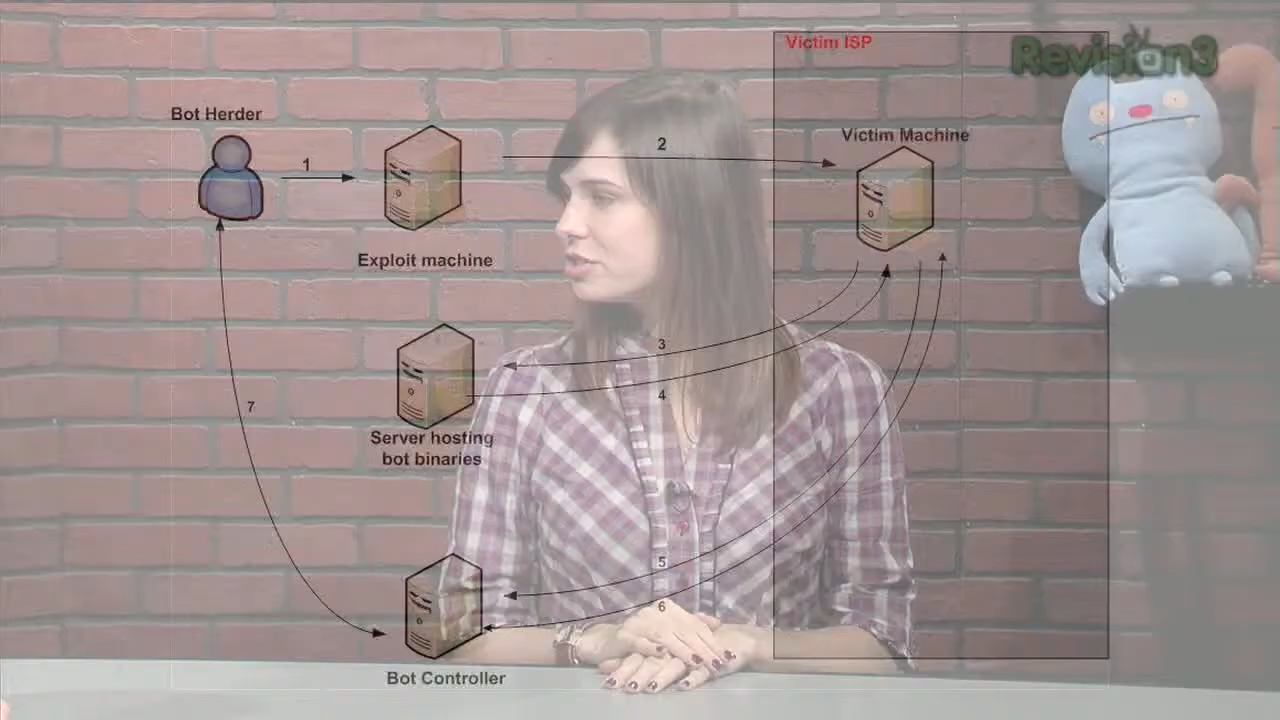 Victim ISP
Revision3
Bot Herder
Victim Machine
1
2
Exploit machine
3
4
Server hosting
bot binaries
7
5
6
Bot Controller